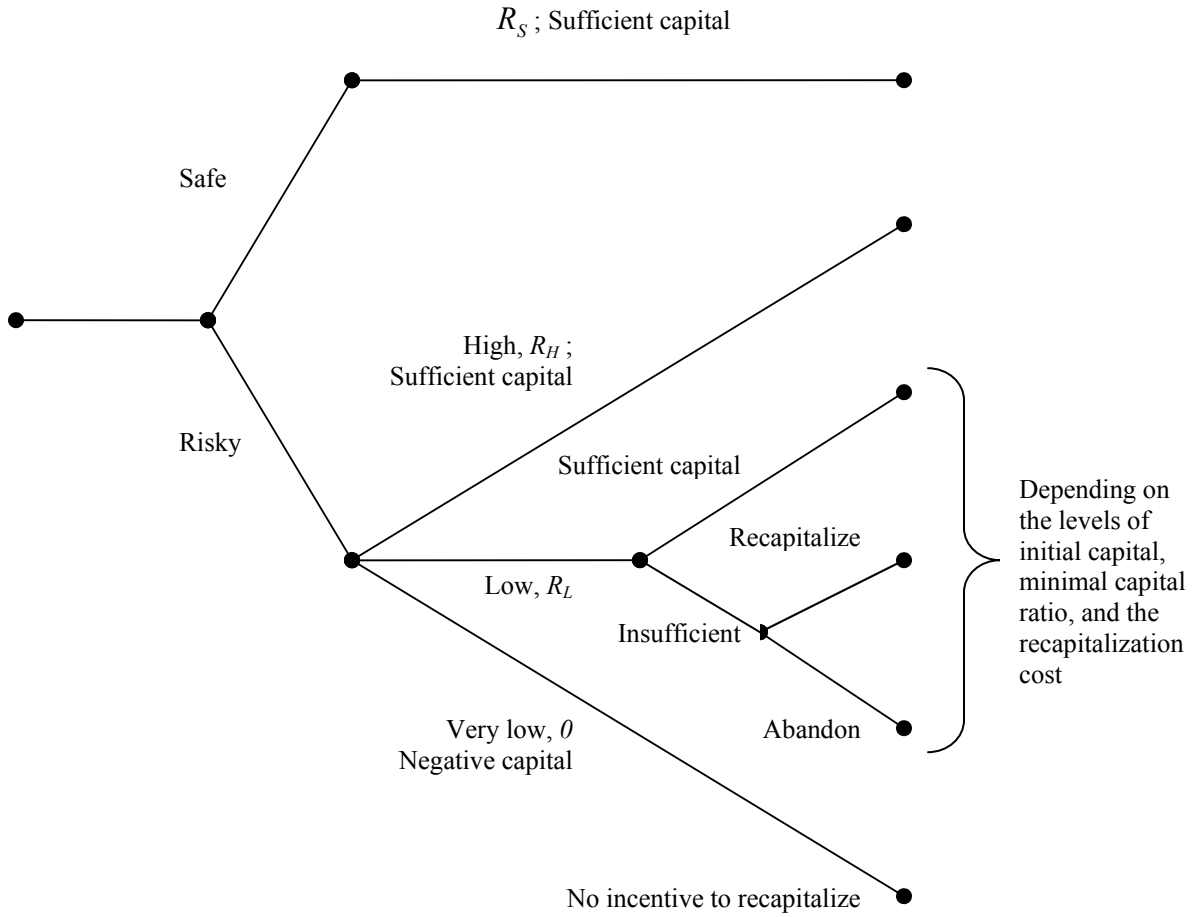 R_S ; Sufficient capital
Safe
High, R_H ;
Sufficient capital
Risky
Sufficient capital
Recapitalize
Low, R_L
Insufficient
Abandon
Depending on
the levels of
initial capital,
minimal capital
ratio, and the
recapitalization
cost
Very low, 0
Negative capital
No incentive to recapitalize